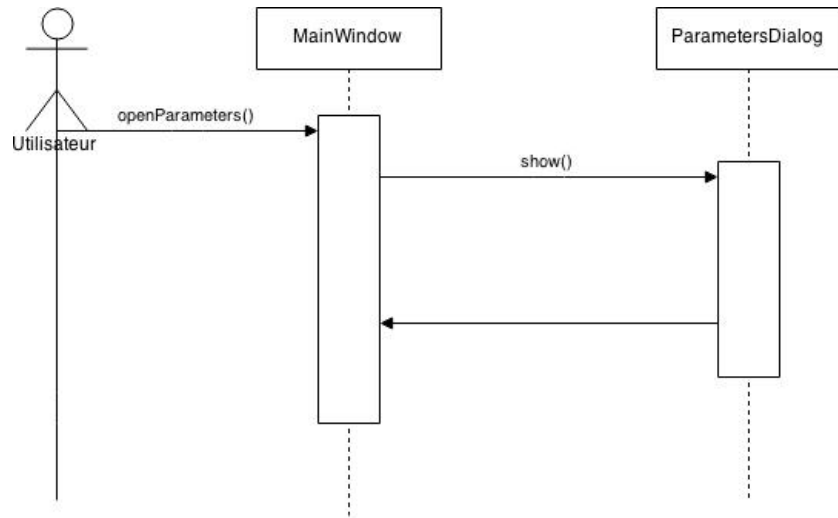 MainWindow
ParametersDialog
openParameters()
Utilisateur
show()